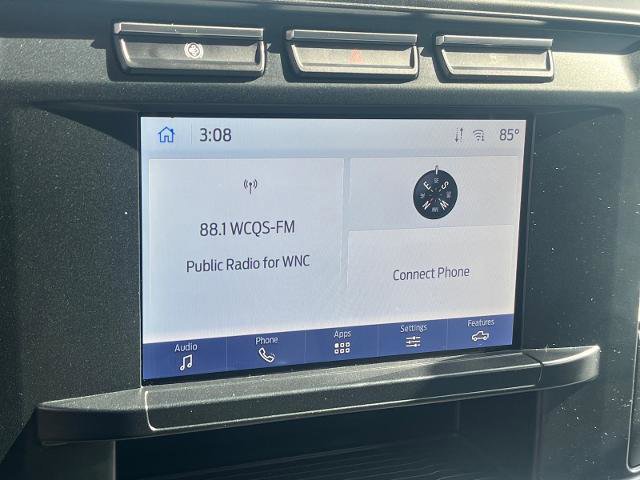 3:08
85°
88.1 WCQS-FM
Public Radio for WNC
E S
N W
Connect Phone
Audio
Phone
Apps
Settings
Features